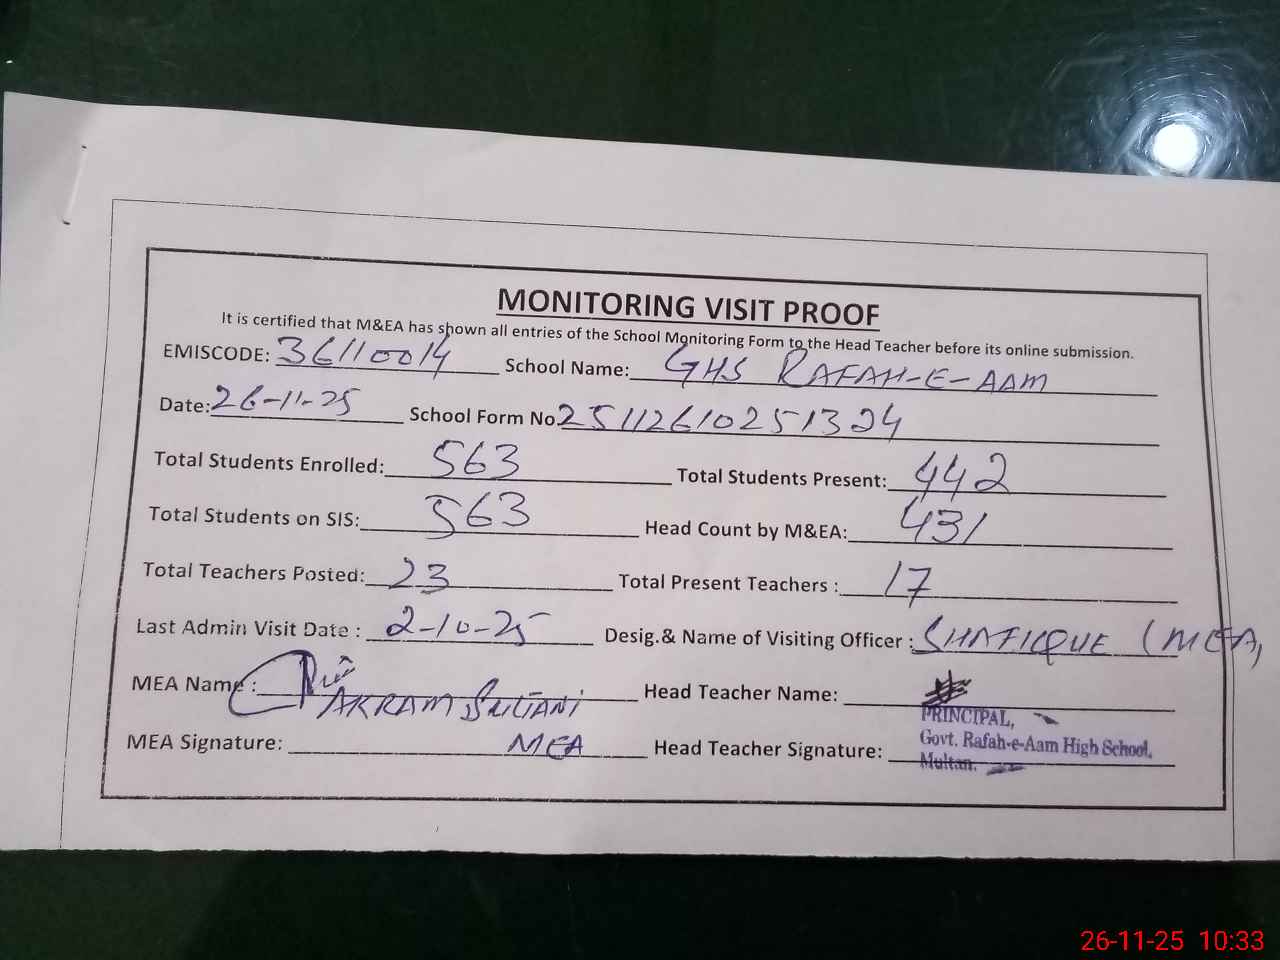 MONITORING VISIT PROOF
It is certified that M&EA has shown all entries of the School Monitoring Form to the Head Teacher before its online submission.
EMISCODE: 36110014 School Name: GHS RAFAH-E-AAM
Date: 26-11-25 School Form No. 25112610251324
Total Students Enrolled: 563 Total Students Present: 442
Total Students on SIS: 563 Head Count by M&EA: 431
Total Teachers Posted: 23 Total Present Teachers : 17
Last Admin Visit Date : 2-10-25 Desig.& Name of Visiting Officer : SHAFIQUE (MEA)
MEA Name : AKRAM SULTANI Head Teacher Name:
MEA Signature: MEA Head Teacher Signature:
PRINCIPAL,
Govt. Rafah-e-Aam High School,
Multan.
26-11-25 10:33